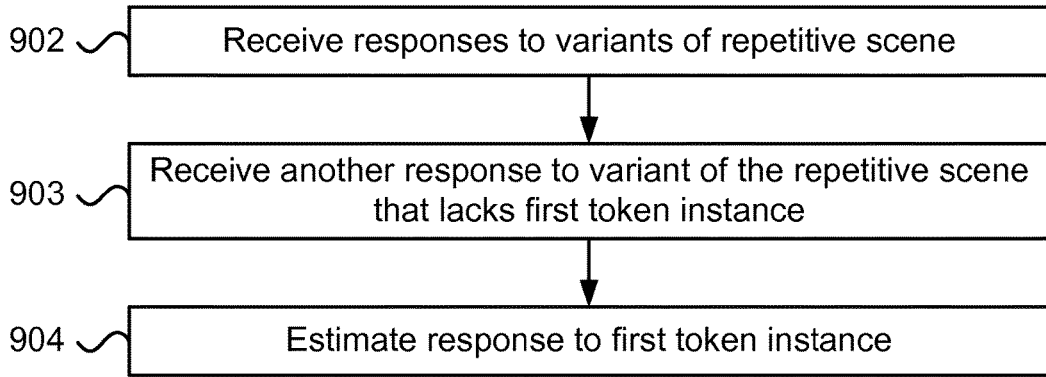 902
Receive responses to variants of repetitive scene
903
Receive another response to variant of the repetitive scene
that lacks first token instance
904
Estimate response to first token instance